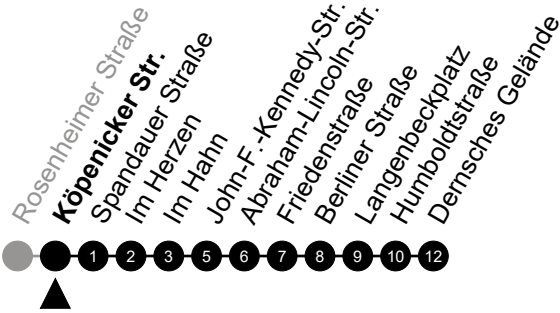 Rosenheimer Straße
Köpenicker Str.
Spandauer Straße
Im Herzen
Im Hahn
John-F.-Kennedy-Str.
Abraham-Lincoln-Str.
Friedenstraße
Berliner Straße
Langenbeckplatz
Humboldtstraße
Dernsches Gelände
1 2 3 5 6 7 8 9 10 12